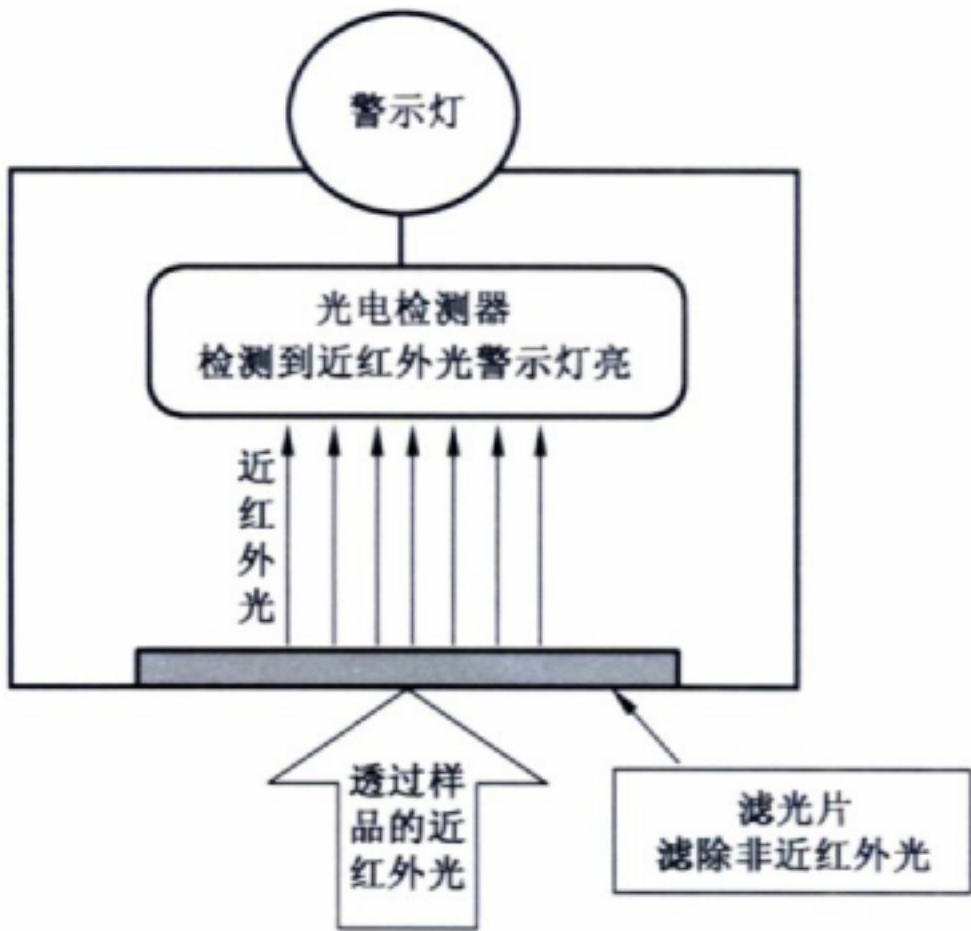 警示灯
光电检测器
检测到近红外光警示灯亮
近
红
外
光
透过样
品的近
红外光
滤光片
滤除非近红外光